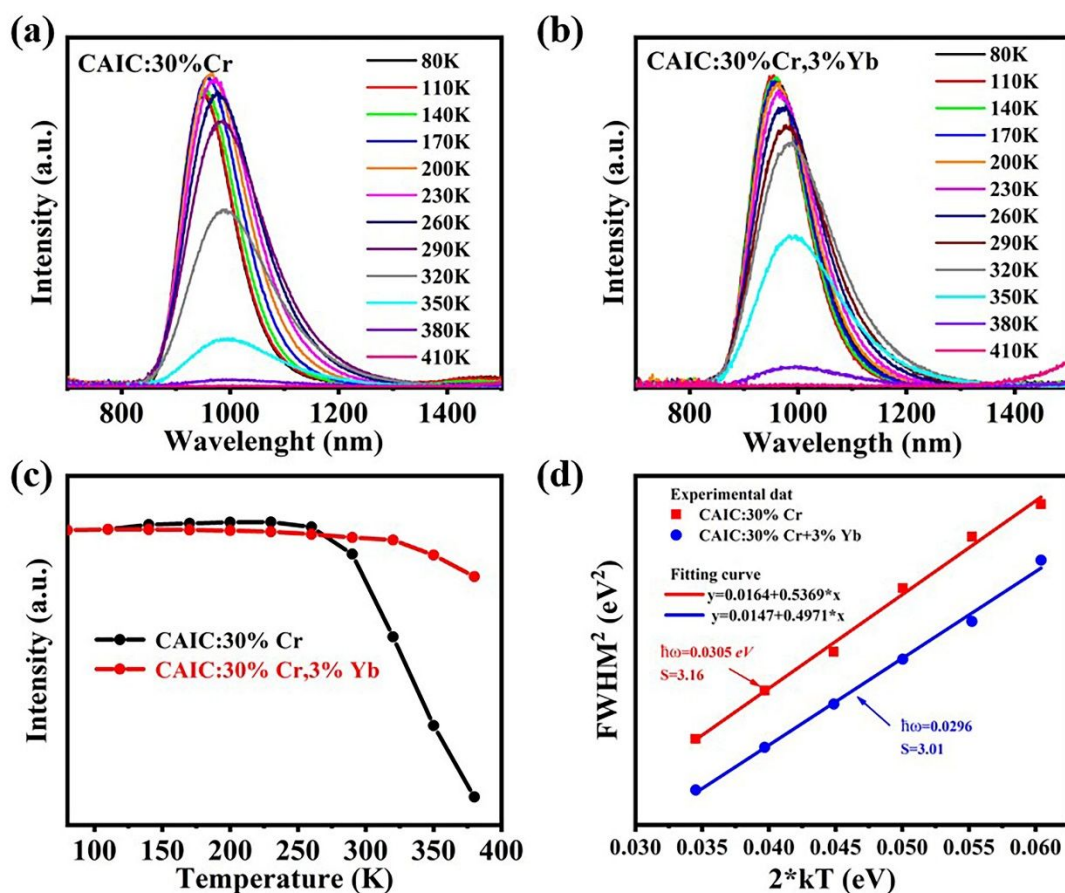 (a)
CAIC:30%Cr
80K
110K
140K
170K
200K
230K
260K
290K
320K
350K
380K
410K
Intensity (a.u.)
800 1000 1200 1400
Wavelenght (nm)
(b)
CAIC:30%Cr,3%Yb
80K
110K
140K
170K
200K
230K
260K
290K
320K
350K
380K
410K
Intensity (a.u.)
800 1000 1200 1400
Wavelength (nm)
(c)
CAIC:30% Cr
CAIC:30% Cr,3% Yb
Intensity (a.u.)
100 150 200 250 300 350 400
Temperature (K)
(d)
Experimental dat
CAIC:30% Cr
CAIC:30% Cr+3% Yb
Fitting curve
y=0.0164+0.5369*x
y=0.0147+0.4971*x
ħω=0.0305 eV
S=3.16
ħω=0.0296
S=3.01
FWHM² (eV²)
0.030 0.035 0.040 0.045 0.050 0.055 0.060
2*kT (eV)